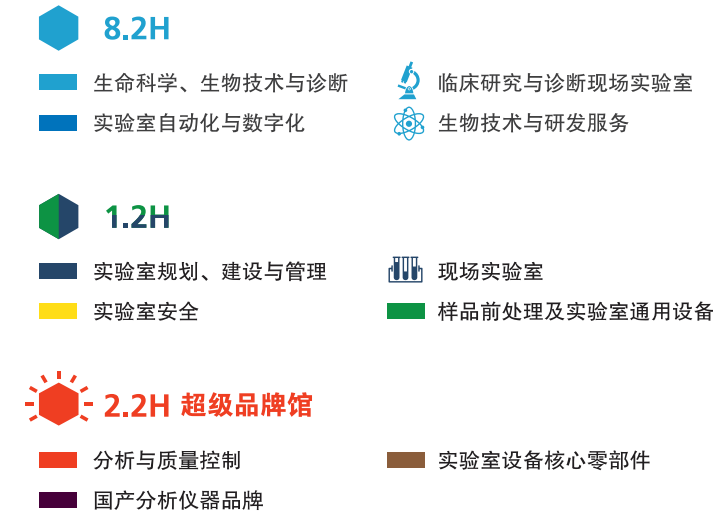 8.2H
生命科学、生物技术与诊断
临床研究与诊断现场实验室
实验室自动化与数字化
生物技术与研发服务
1.2H
实验室规划、建设与管理
现场实验室
实验室安全
样品前处理及实验室通用设备
2.2H 超级品牌馆
分析与质量控制
实验室设备核心零部件
国产分析仪器品牌